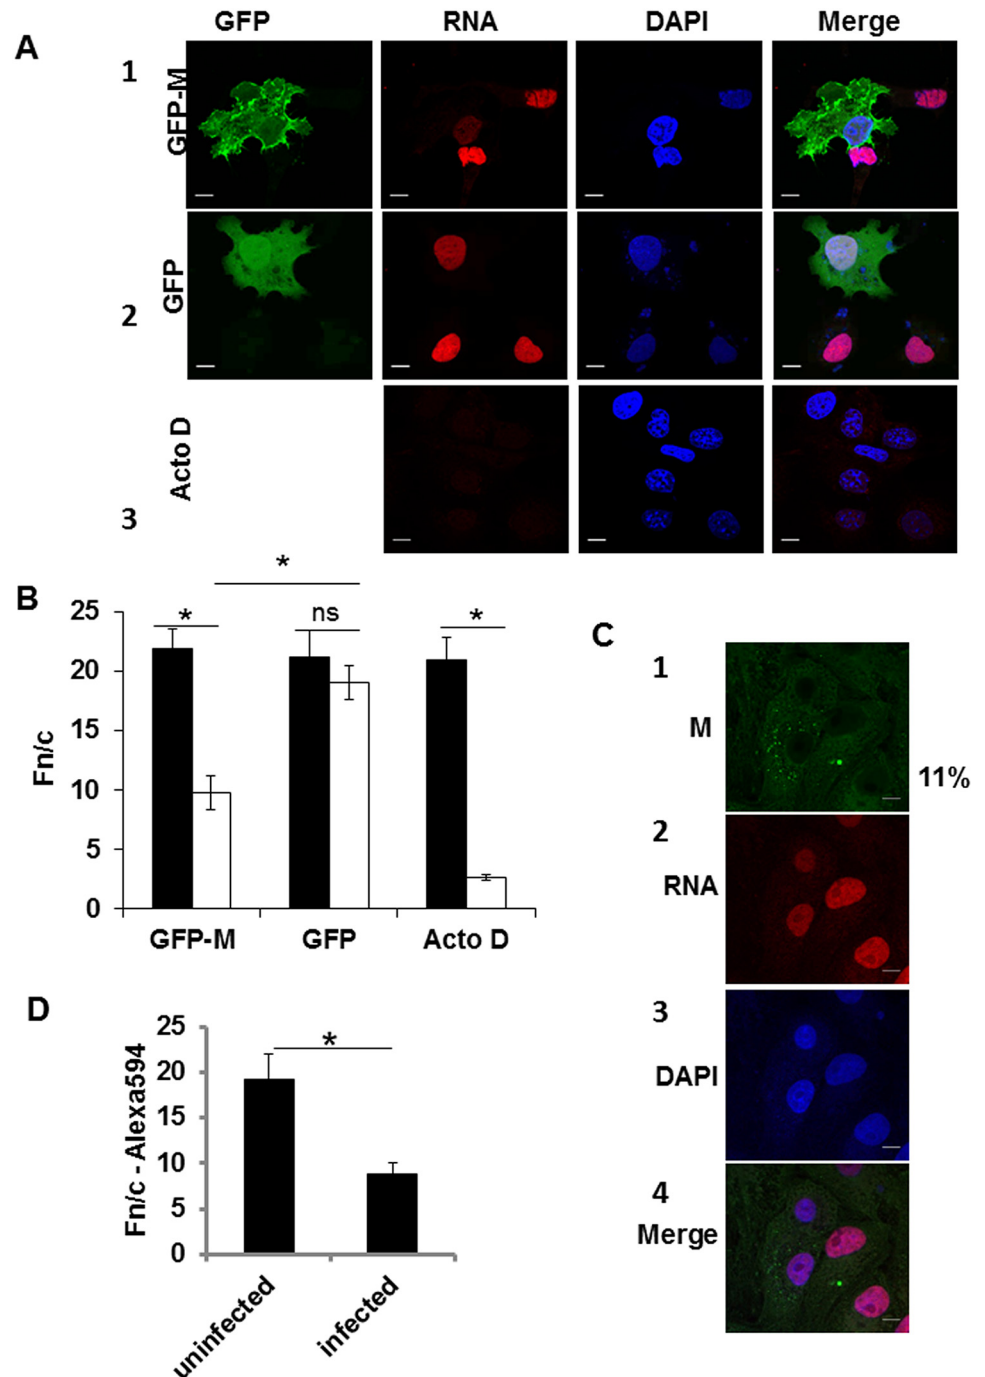 A
GFP RNA DAPI Merge
1
GFP-M
2
GFP
3
Acto D
B
*
* ns *
Fn/c
25
20
15
10
5
0
GFP-M GFP Acto D
C
1
M
11%
2
RNA
3
DAPI
4
Merge
D
*
Fn/c - Alexa594
25
20
15
10
5
0
uninfected infected